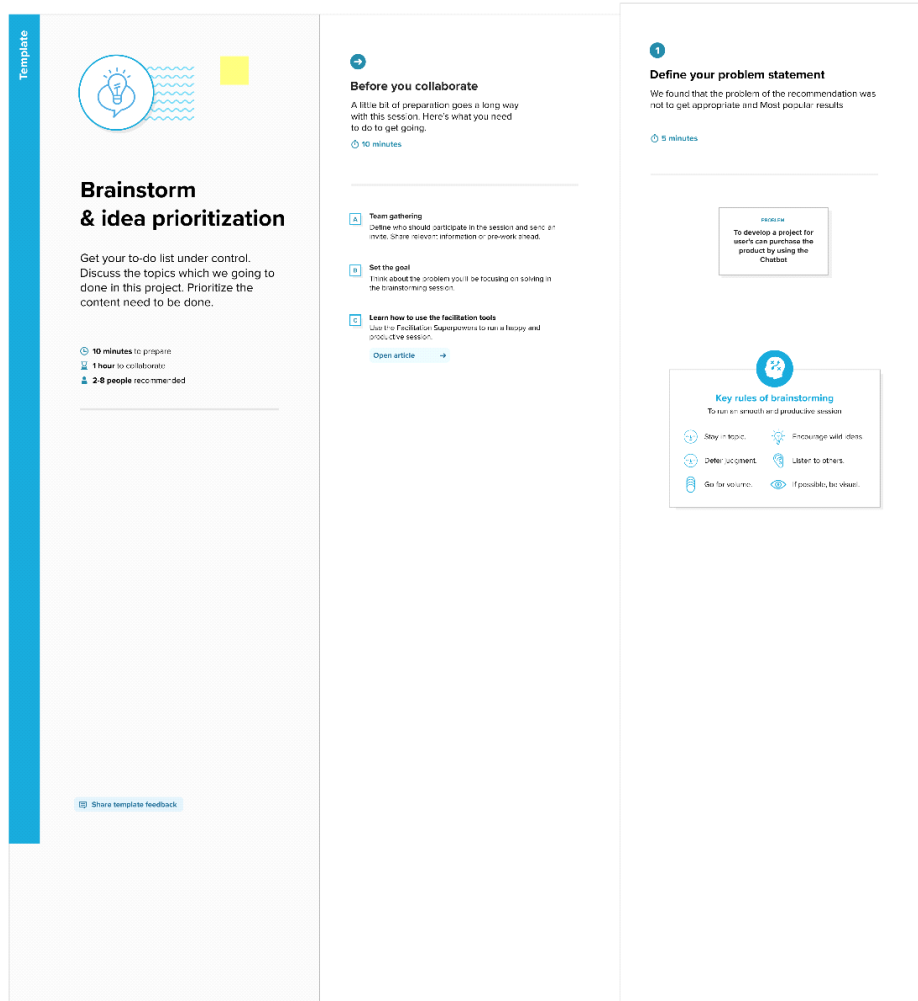 Template
Brainstorm
& idea prioritization
Get your to-do list under control.
Discuss the topics which we going to
done in this project. Prioritize the
content need to be done.
10 minutes to prepare
1 hour to collaborate
2-8 people recommended
Share template feedback
Before you collaborate
A little bit of preparation goes a long way
with this session. Here's what you need
to do to get going.
10 minutes
A
Team gathering
Define who should participate in the session and send an
invite. Share relevant information or pre-work ahead.
B
Set the goal
Think about the problem you'll be focusing on solving in
the brainstorming session.
C
Learn how to use the facilitation tools
Use the Facilitation Superpowers to run a happy and
productive session.
Open article
1
Define your problem statement
We found that the problem of the recommendation was
not to get appropriate and Most popular results
5 minutes
PROBLEM
To develop a project for
user's can purchase the
product by using the
Chatbot
Key rules of brainstorming
To run an smooth and productive session
Stay in topic.
Encourage wild ideas.
Defer judgment.
Listen to others.
Go for volume.
If possible, be visual.